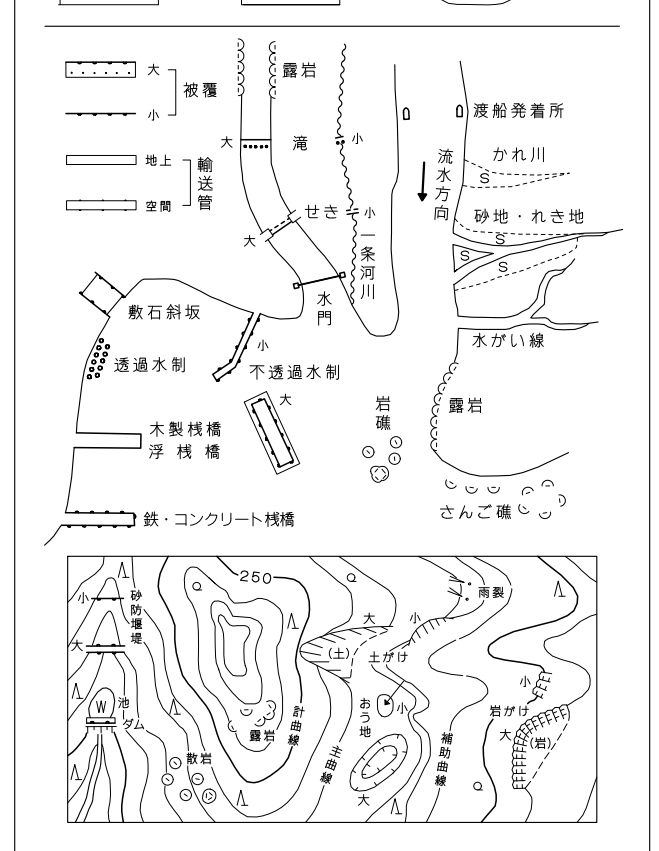 大
被覆
小
地上
輸送管
空間
露岩
大
滝
小
せき
小
大
一条河川
水門
渡船発着所
流水方向
かれ川
S
砂地・れき地
S
S
S
水がい線
敷石斜坂
透過水制
小
不透過水制
大
木製桟橋
浮桟橋
鉄・コンクリート桟橋
岩礁
露岩
さんご礁
小
砂防堰堤
大
池
W
ダム
250
大
小
(土)
土がけ
雨裂
小
岩がけ
大
(岩)
おう地
小
大
露岩
計曲線
主曲線
補助曲線
散岩